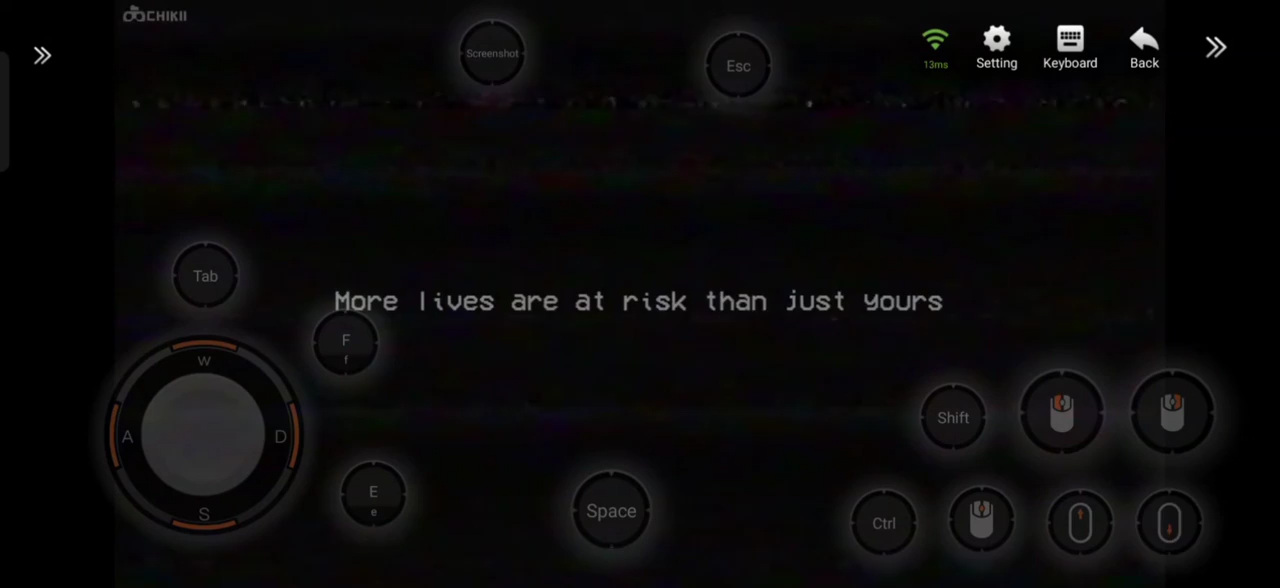 CHIKII
Screenshot
Esc
13ms
Setting
Keyboard
Back
Tab
More lives are at risk than just yours
F
f
W
A
D
S
Shift
E
e
Space
Ctrl